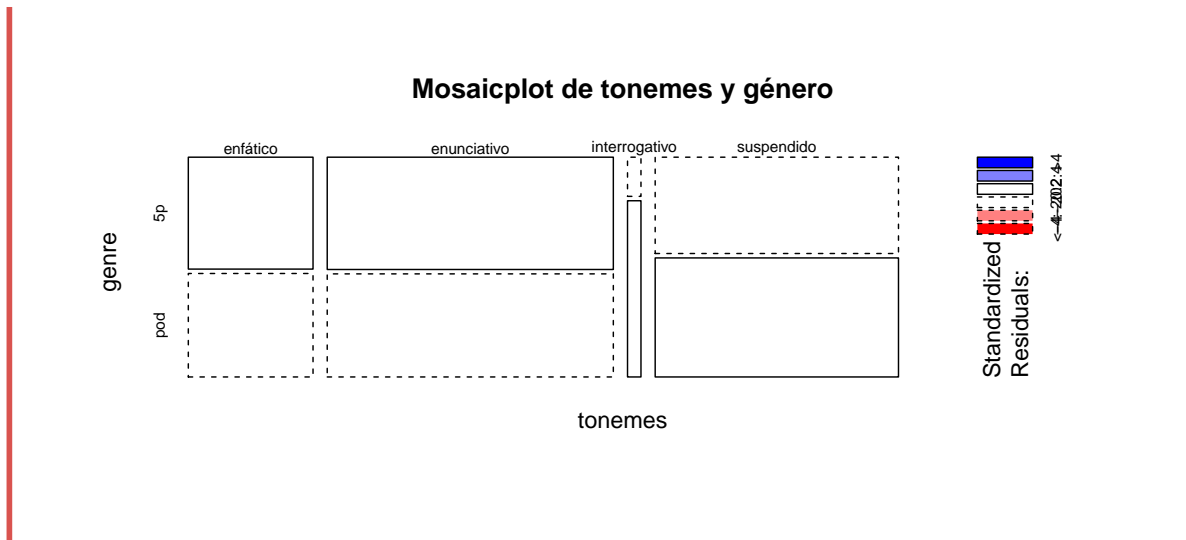 Mosaicplot de tonemes y género
enfático
enunciativo
interrogativo
suspendido
5p
pod
genre
tonemes
Standardized
Residuals: